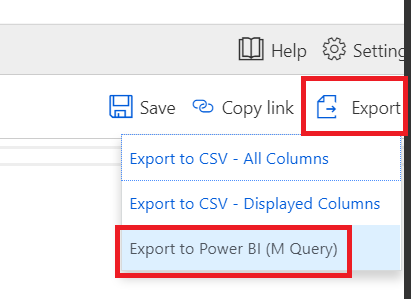 Help Setting
Save Copy link Export
Export to CSV - All Columns
Export to CSV - Displayed Columns
Export to Power BI (M Query)